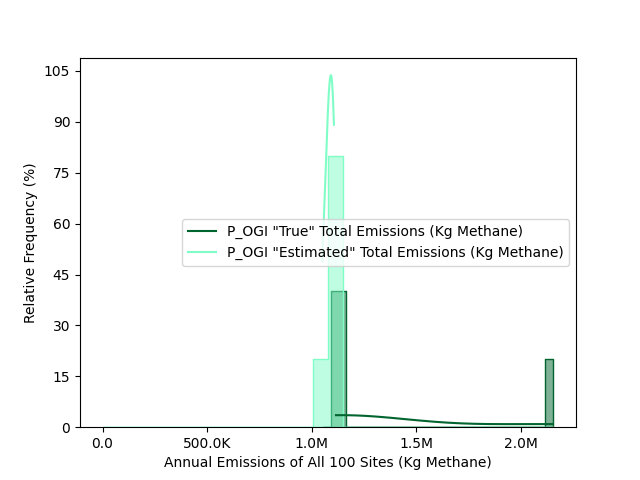 105
90
75
60
45
30
15
0
Relative Frequency (%)
P_OGI "True" Total Emissions (Kg Methane)
P_OGI "Estimated" Total Emissions (Kg Methane)
0.0 500.0K 1.0M 1.5M 2.0M
Annual Emissions of All 100 Sites (Kg Methane)